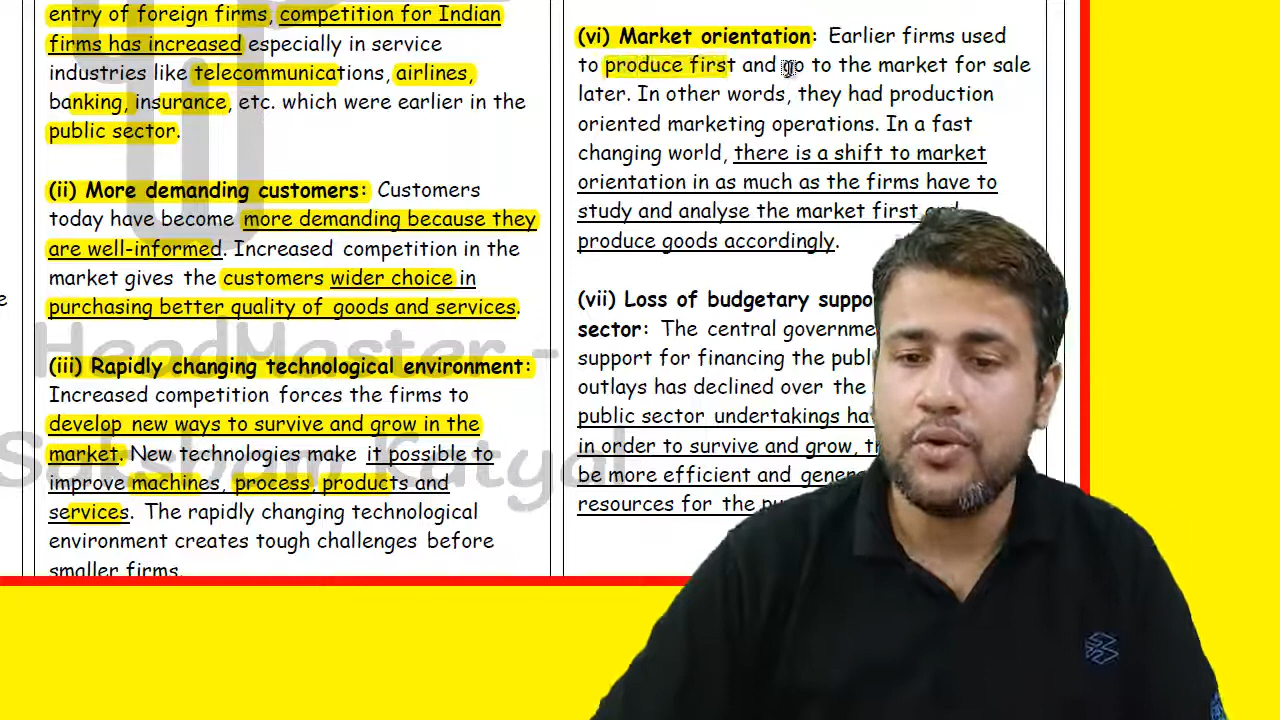 entry of foreign firms, competition for Indian
firms has increased especially in service
industries like telecommunications, airlines,
banking, insurance, etc. which were earlier in the
public sector.
(ii) More demanding customers: Customers
today have become more demanding because they
are well-informed. Increased competition in the
market gives the customers wider choice in
purchasing better quality of goods and services.
(iii) Rapidly changing technological environment:
Increased competition forces the firms to
develop new ways to survive and grow in the
market. New technologies make it possible to
improve machines, process, products and
services. The rapidly changing technological
environment creates tough challenges before
smaller firms.
(vi) Market orientation: Earlier firms used
to produce first and go to the market for sale
later. In other words, they had production
oriented marketing operations. In a fast
changing world, there is a shift to market
orientation in as much as the firms have to
study and analyse the market first and
produce goods accordingly.
(vii) Loss of budgetary
sector: The central
support for financing the
outlays has declined over the
public sector undertakings
in order to survive and grow,
be more efficient and
resources for the
HeadMaster -
Saksham Katyal